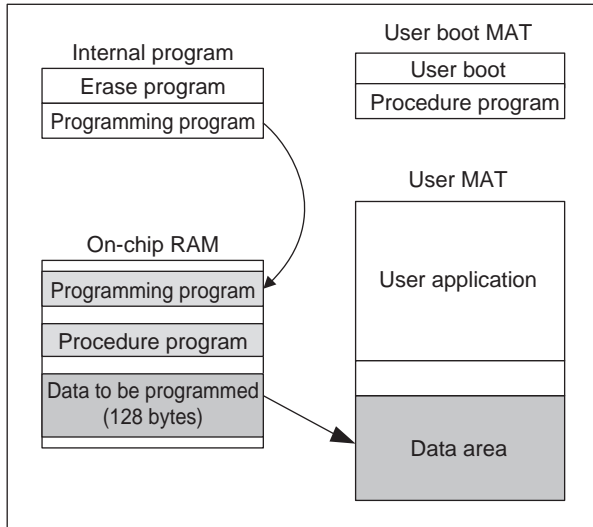 Internal program
Erase program
Programming program
On-chip RAM
Programming program
Procedure program
Data to be programmed
(128 bytes)
User boot MAT
User boot
Procedure program
User MAT
User application
Data area